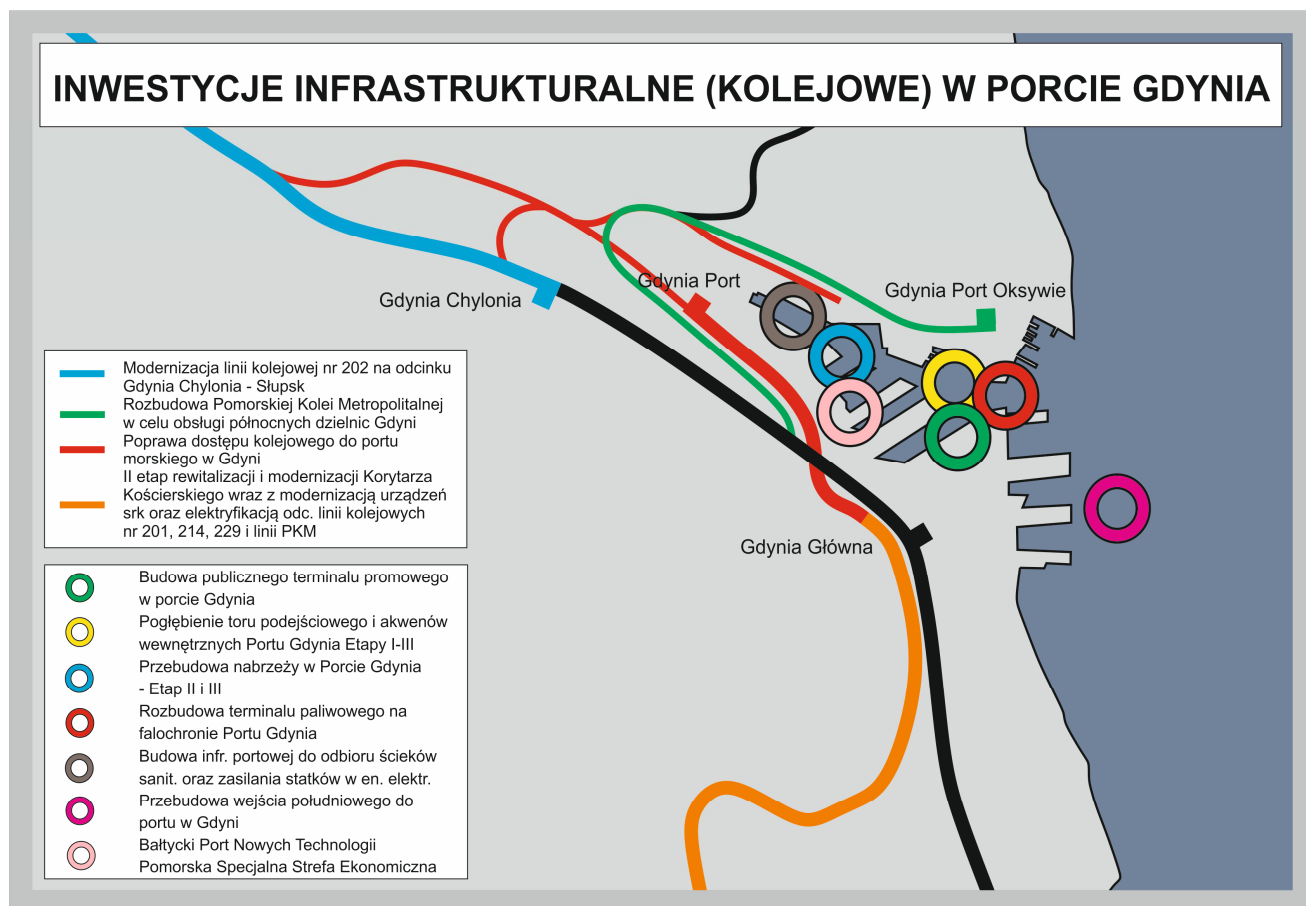 INWESTYCJE INFRASTRUKTURALNE (KOLEJOWE) W PORCIE GDYNIA
Gdynia Port
Gdynia Port Oksywie
Gdynia Chylonia
Modernizacja linii kolejowej nr 202 na odcinku
Gdynia Chylonia - Słupsk
Rozbudowa Pomorskiej Kolei Metropolitalnej
w celu obsługi północnych dzielnic Gdyni
Poprawa dostępu kolejowego do portu
morskiego w Gdyni
II etap rewitalizacji i modernizacji Korytarza
Kościerskiego wraz z modernizacją urządzeń
srk oraz elektryfikacją odc. linii kolejowych
nr 201, 214, 229 i linii PKM
Gdynia Główna
Budowa publicznego terminalu promowego
w porcie Gdynia
Pogłębienie toru podejściowego i akwenów
wewnętrznych Portu Gdynia Etapy I-III
Przebudowa nabrzeży w Porcie Gdynia
- Etap II i III
Rozbudowa terminalu paliwowego na
falochronie Portu Gdynia
Budowa infr. portowej do odbioru ścieków
sanit. oraz zasilania statków w en. elektr.
Przebudowa wejścia południowego do
portu w Gdyni
Bałtycki Port Nowych Technologii
Pomorska Specjalna Strefa Ekonomiczna